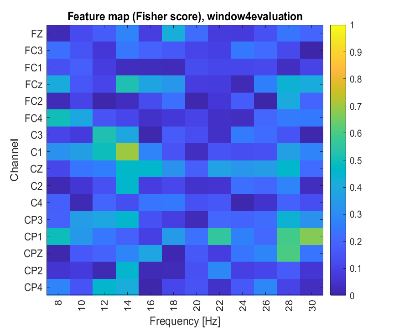 Feature map (Fisher score), window4evaluation
Channel
FZ
FC3
FC1
FCz
FC2
FC4
C3
C1
CZ
C2
C4
CP3
CP1
CPZ
CP2
CP4
8 10 12 14 16 18 20 22 24 26 28 30
Frequency [Hz]
1
0.9
0.8
0.7
0.6
0.5
0.4
0.3
0.2
0.1
0